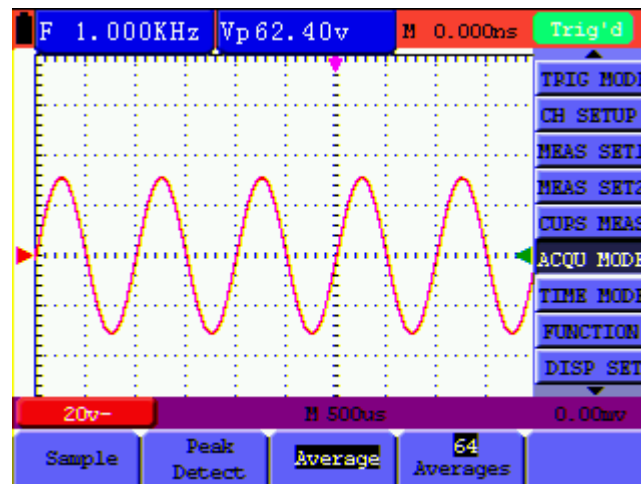 F 1.000KHz Vp62.40v M 0.000ns Trig'd
TRIG MODE
CH SETUP
MEAS SET1
MEAS SET2
CUPS MEAS
ACQU MODE
TIME MODE
FUNCTION
DISP SET
20v~ M 500us 0.00mv
Sample
Peak
Detect
Average
64
Averages